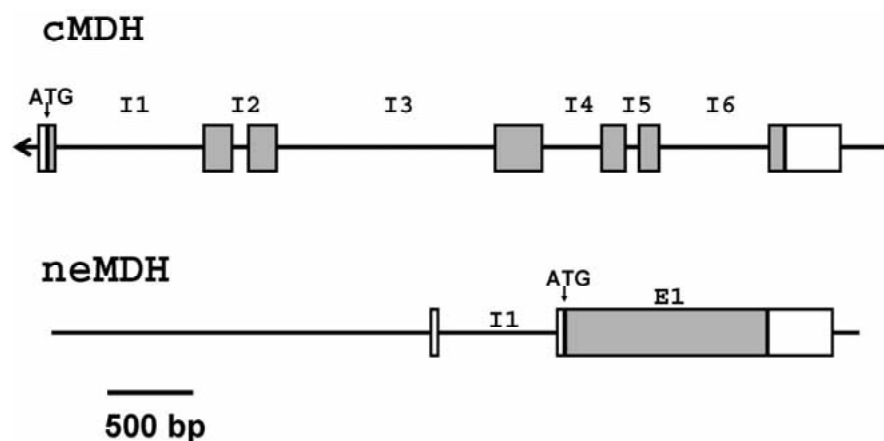 cMDH
ATG I1 I2 I3 I4 I5 I6
neMDH
ATG E1
I1
500 bp